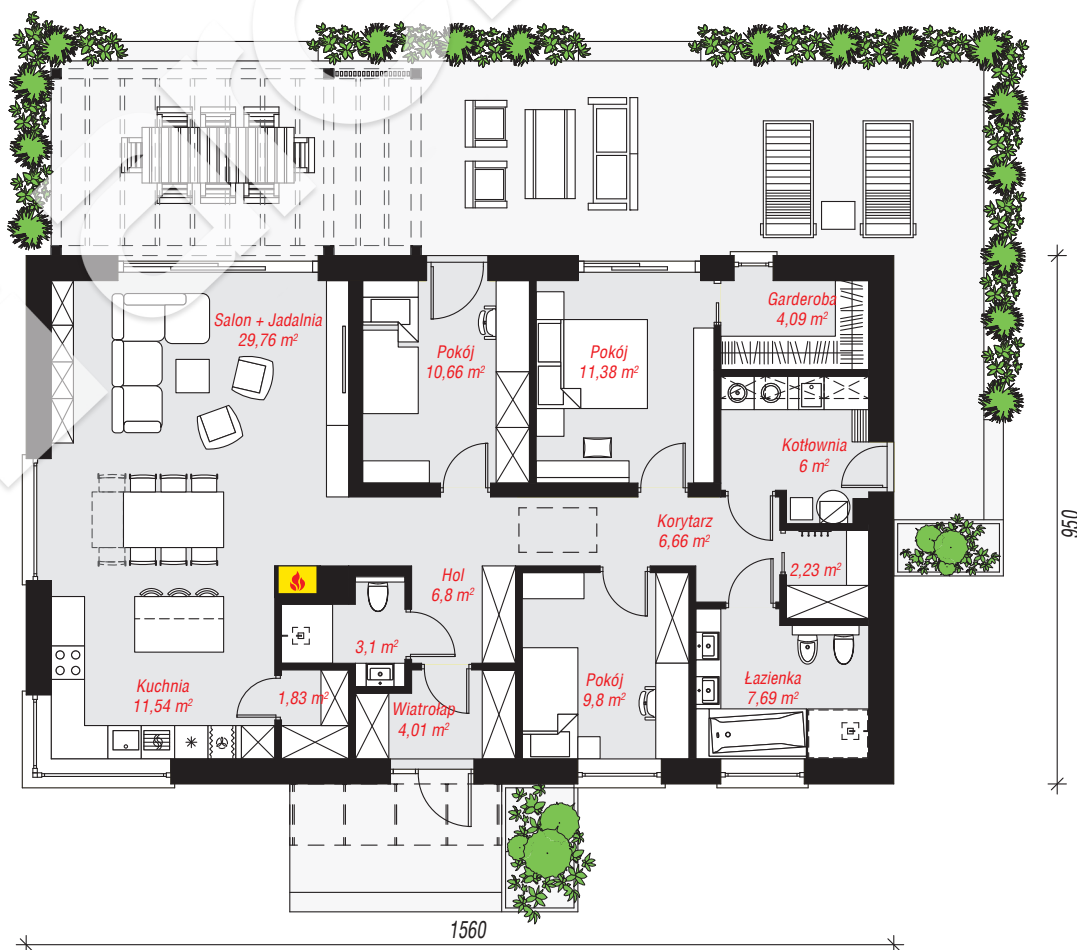 Salon + Jadalnia
29,76 m²
Pokój
10,66 m²
Pokój
11,38 m²
Garderoba
4,09 m²
Kotłownia
6 m²
Korytarz
6,66 m²
2,23 m²
Hol
6,8 m²
3,1 m²
Kuchnia
11,54 m²
1,83 m²
Wiatrołap
4,01 m²
Pokój
9,8 m²
Łazienka
7,69 m²
950
1560